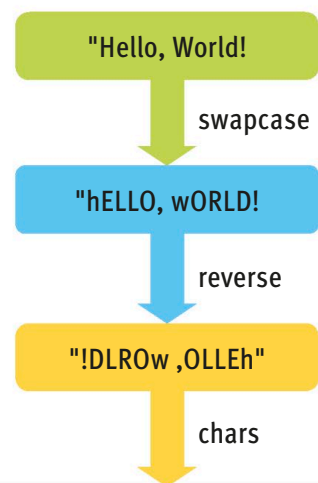 "Hello, World!
swapcase
"hELLO, wORLD!
reverse
"!DLROw ,OLLEh"
chars